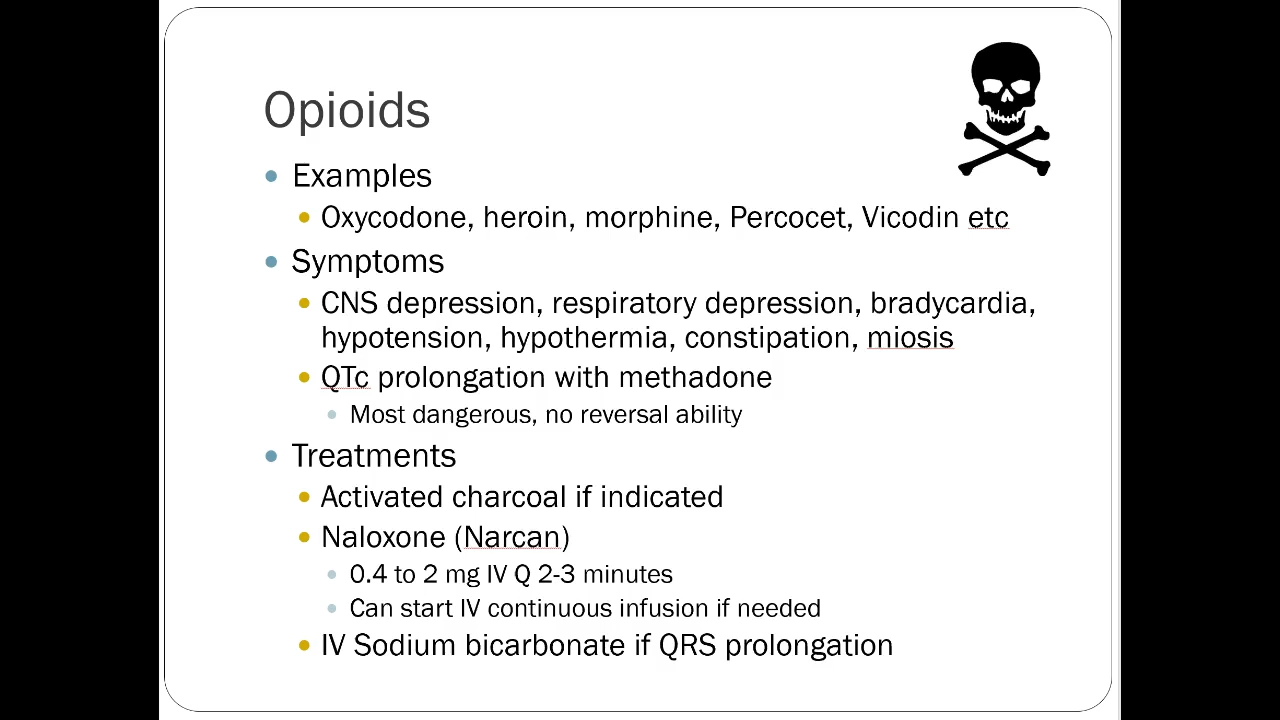 Opioids
Examples
Oxycodone, heroin, morphine, Percocet, Vicodin etc
Symptoms
CNS depression, respiratory depression, bradycardia,
hypotension, hypothermia, constipation, miosis
QTc prolongation with methadone
Most dangerous, no reversal ability
Treatments
Activated charcoal if indicated
Naloxone (Narcan)
0.4 to 2 mg IV Q 2-3 minutes
Can start IV continuous infusion if needed
IV Sodium bicarbonate if QRS prolongation